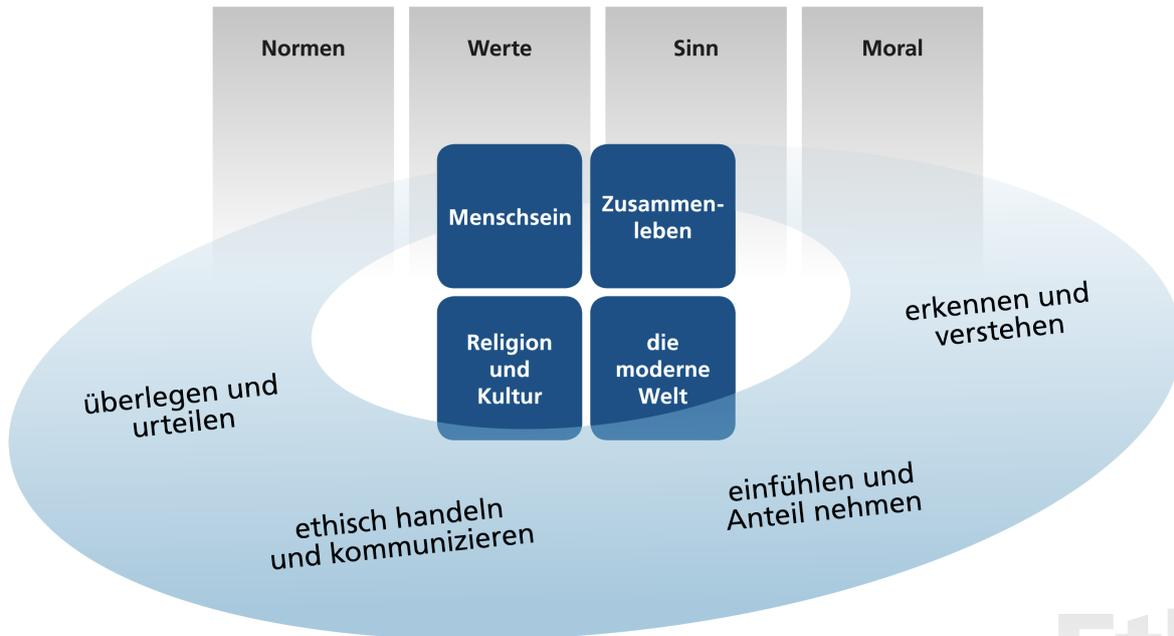 Normen
Werte
Sinn
Moral
Menschsein
Zusammen-
leben
Religion
und
Kultur
die
moderne
Welt
erkennen und
verstehen
überlegen und
urteilen
einfühlen und
Anteil nehmen
ethisch handeln
und kommunizieren